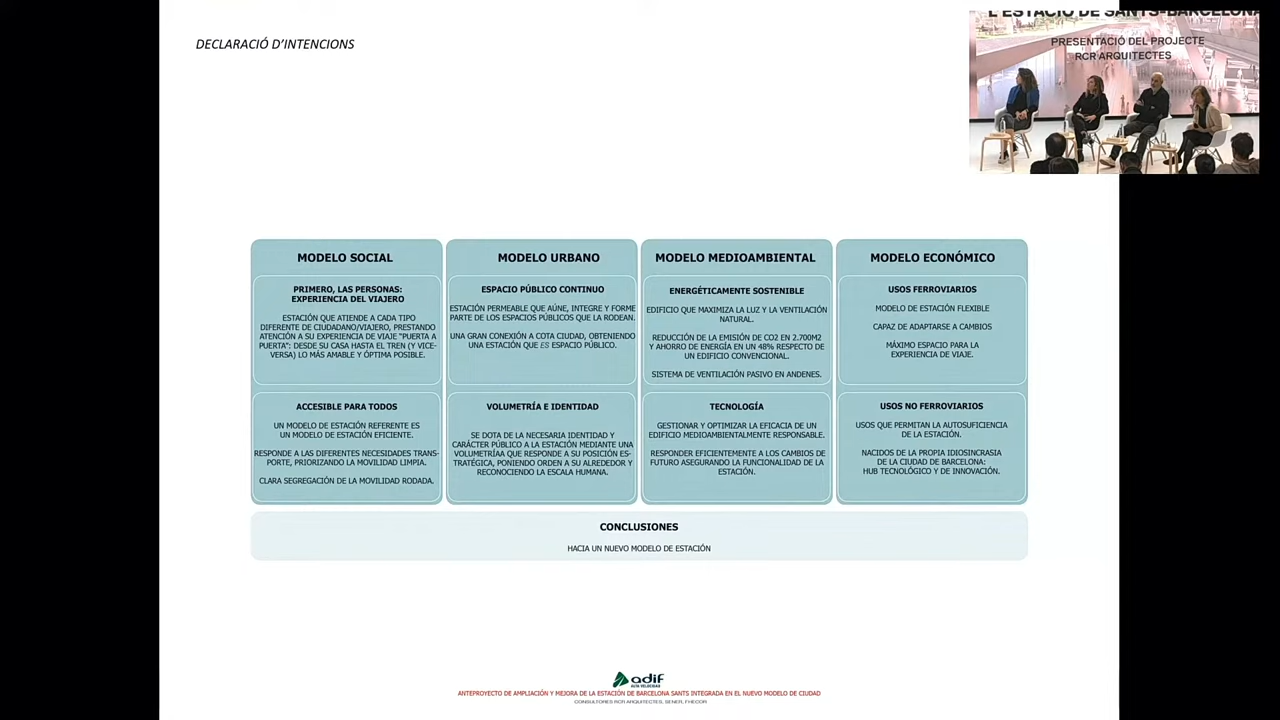 DECLARACIÓ D'INTENCIONS
L'ESTACIÓ DE SANTS-BARCELONA
PRESENTACIÓ DEL PROJECTE
RCR ARQUITECTES
MODELO SOCIAL
PRIMERO, LAS PERSONAS:
EXPERIENCIA DEL VIAJERO
ESTACIÓN QUE ATIENDE A CADA TIPO
DIFERENTE DE CIUDADANO/VIAJERO, PRESTANDO
ATENCIÓN A SU EXPERIENCIA DE VIAJE "PUERTA A
PUERTA": DESDE SU CASA HASTA EL TREN (Y VICE-
VERSA) LO MÁS AMABLE Y ÓPTIMA POSIBLE.
ACCESIBLE PARA TODOS
UN MODELO DE ESTACIÓN REFERENTE ES
UN MODELO DE ESTACIÓN EFICIENTE.
RESPONDE A LAS DIFERENTES NECESIDADES TRANS-
PORTE, PRIORIZANDO LA MOVILIDAD LIMPIA.
CLARA SEGREGACIÓN DE LA MOVILIDAD RODADA.
MODELO URBANO
ESPACIO PÚBLICO CONTINUO
ESTACIÓN PERMEABLE QUE AÚNE, INTEGRE Y FORME
PARTE DE LOS ESPACIOS PÚBLICOS QUE LA RODEAN.
UNA GRAN CONEXIÓN A COTA CIUDAD, OBTENIENDO
UNA ESTACIÓN QUE ES ESPACIO PÚBLICO.
VOLUMETRÍA E IDENTIDAD
SE DOTA DE LA NECESARIA IDENTIDAD Y
CARÁCTER PÚBLICO A LA ESTACIÓN MEDIANTE UNA
VOLUMETRÍAA QUE RESPONDE A SU POSICIÓN ES-
TRATÉGICA, PONIENDO ORDEN A SU ALREDEDOR Y
RECONOCIENDO LA ESCALA HUMANA.
MODELO MEDIOAMBIENTAL
ENERGÉTICAMENTE SOSTENIBLE
EDIFICIO QUE MAXIMIZA LA LUZ Y LA VENTILACIÓN
NATURAL.
REDUCCIÓN DE LA EMISIÓN DE CO2 EN 2.700M2
Y AHORRO DE ENERGÍA EN UN 48% RESPECTO DE
UN EDIFICIO CONVENCIONAL.
SISTEMA DE VENTILACIÓN PASIVO EN ANDENES.
TECNOLOGÍA
GESTIONAR Y OPTIMIZAR LA EFICACIA DE UN
EDIFICIO MEDIOAMBIENTALMENTE RESPONSABLE.
RESPONDER EFICIENTEMENTE A LOS CAMBIOS DE
FUTURO ASEGURANDO LA FUNCIONALIDAD DE LA
ESTACIÓN.
MODELO ECONÓMICO
USOS FERROVIARIOS
MODELO DE ESTACIÓN FLEXIBLE
CAPAZ DE ADAPTARSE A CAMBIOS
MÁXIMO ESPACIO PARA LA
EXPERIENCIA DE VIAJE.
USOS NO FERROVIARIOS
USOS QUE PERMITAN LA AUTOSUFICIENCIA
DE LA ESTACIÓN.
NACIDOS DE LA PROPIA IDIOSINCRASIA
DE LA CIUDAD DE BARCELONA:
HUB TECNOLÓGICO Y DE INNOVACIÓN.
CONCLUSIONES
HACIA UN NUEVO MODELO DE ESTACIÓN
adif
ALTA VELOCIDAD
ANTEPROYECTO DE AMPLIACIÓN Y MEJORA DE LA ESTACIÓN DE BARCELONA SANTS INTEGRADA EN EL NUEVO MODELO DE CIUDAD
CONSULTORES RCR ARQUITECTES, SENER, FHECOR